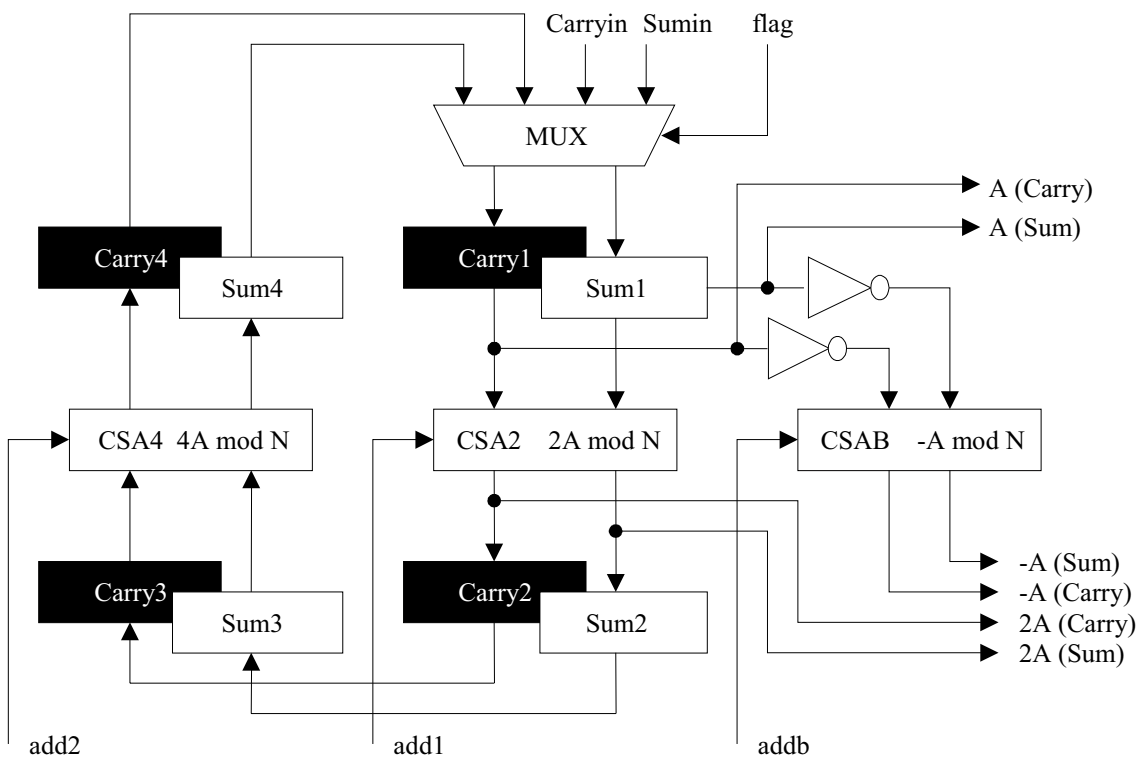 Carryin Sumin flag
MUX
A (Carry)
A (Sum)
Carry4
Sum4
Carry1
Sum1
CSA4 4A mod N
CSA2 2A mod N
CSAB -A mod N
Carry3
Sum3
Carry2
Sum2
-A (Sum)
-A (Carry)
2A (Carry)
2A (Sum)
add2
add1
addb